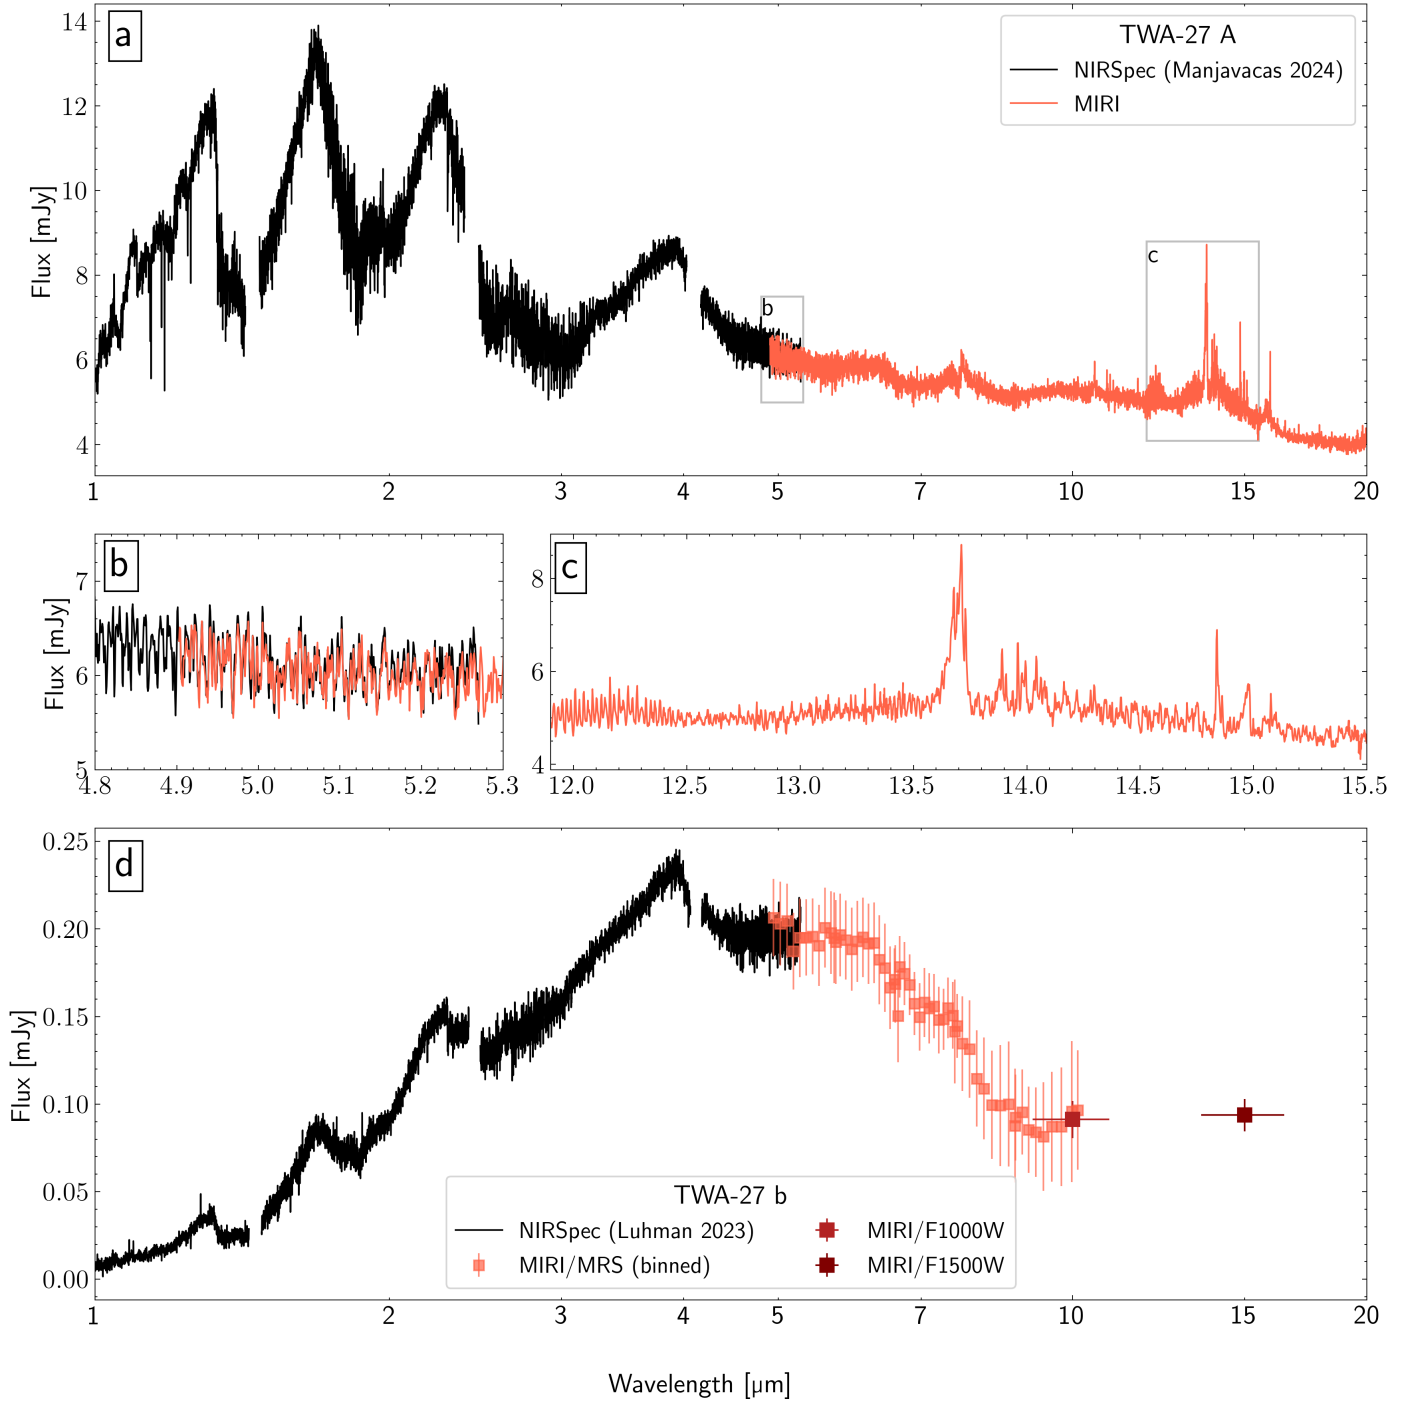 a
TWA-27 A
NIRSpec (Manjavacas 2024)
MIRI
Flux [mJy]
14
12
10
8
6
4
b
c
1 2 3 4 5 7 10 15 20
b
Flux [mJy]
7
6
5
4.8 4.9 5.0 5.1 5.2 5.3
c
8
6
4
12.0 12.5 13.0 13.5 14.0 14.5 15.0 15.5
d
Flux [mJy]
0.25
0.20
0.15
0.10
0.05
0.00
TWA-27 b
NIRSpec (Luhman 2023)
MIRI/MRS (binned)
MIRI/F1000W
MIRI/F1500W
1 2 3 4 5 7 10 15 20
Wavelength [μm]